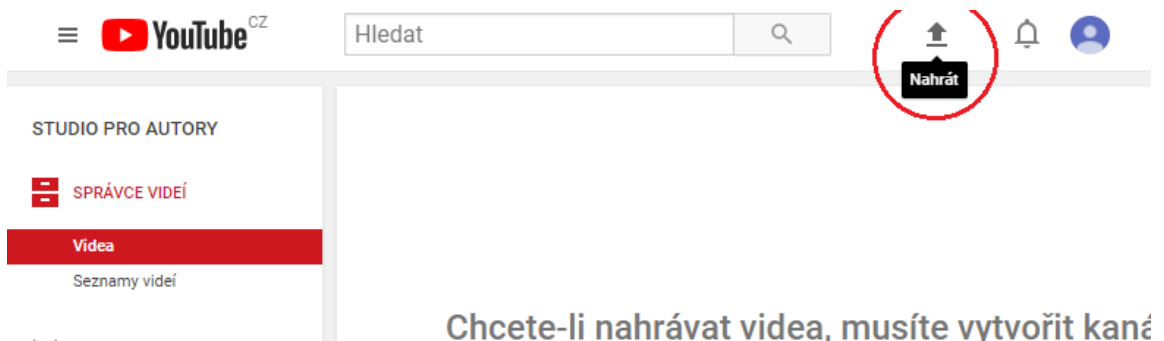 YouTube CZ
Hledat
Nahrát
STUDIO PRO AUTORY
SPRÁVCE VIDEÍ
Videa
Seznamy videí
Chcete-li nahrávat videa, musíte vytvořit kaná